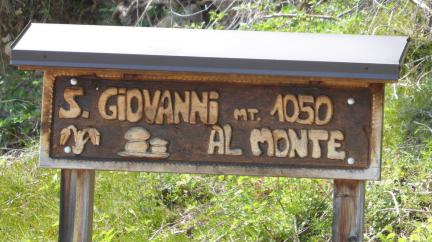 S. GIOVANNI MT. 1050
AL MONTE